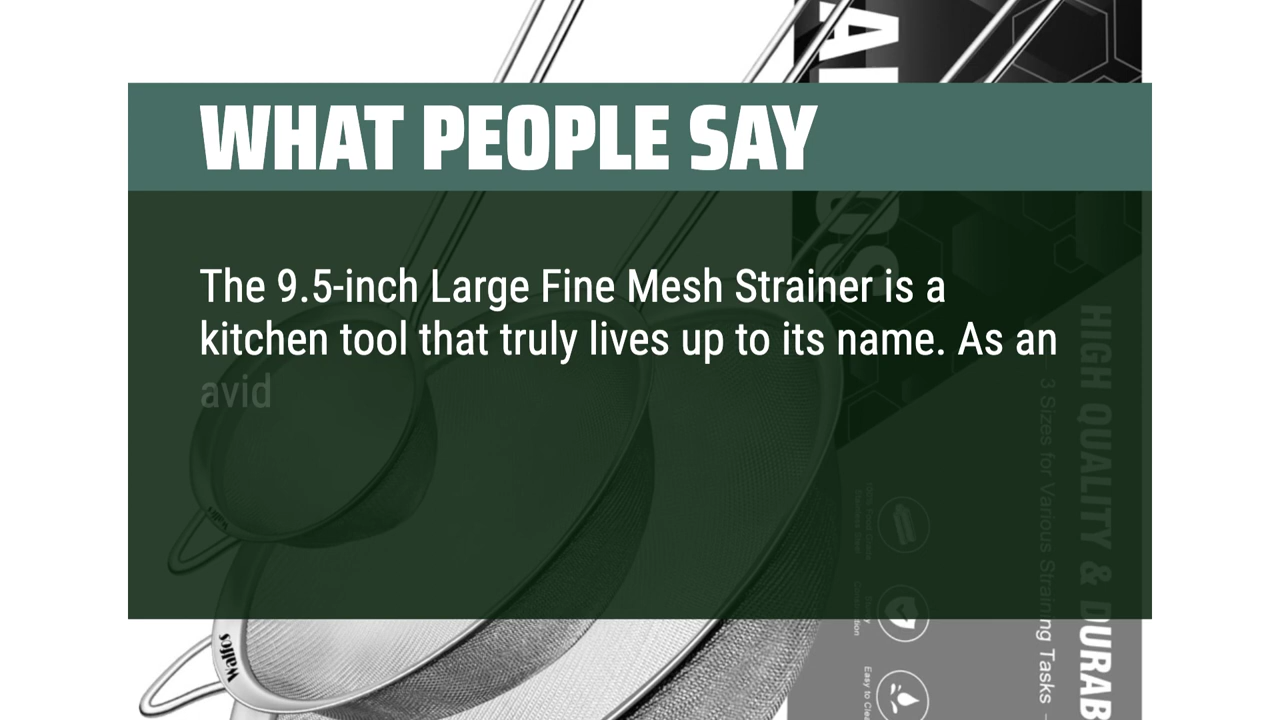 WHAT PEOPLE SAY
The 9.5-inch Large Fine Mesh Strainer is a
kitchen tool that truly lives up to its name. As an
avid
HIGH QUALITY & DURAB
3 Sizes for Various Straining Tasks
Easy to Clea
Walfos